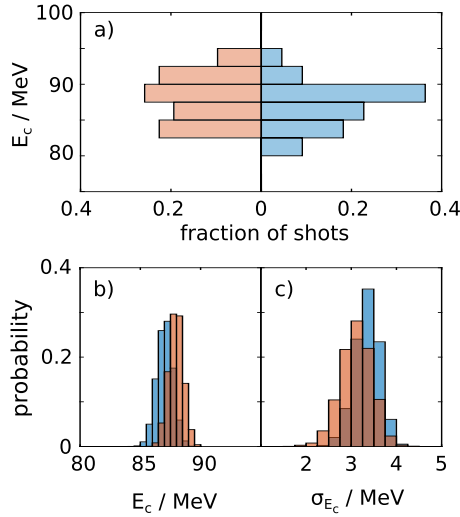 100
a)
90
80
E_c / MeV
0.4 0.2 0 0.2 0.4
fraction of shots
0.4
b) c)
0.2
0
probability
80 85 90 2 3 4 5
E_c / MeV σ_{E_c} / MeV